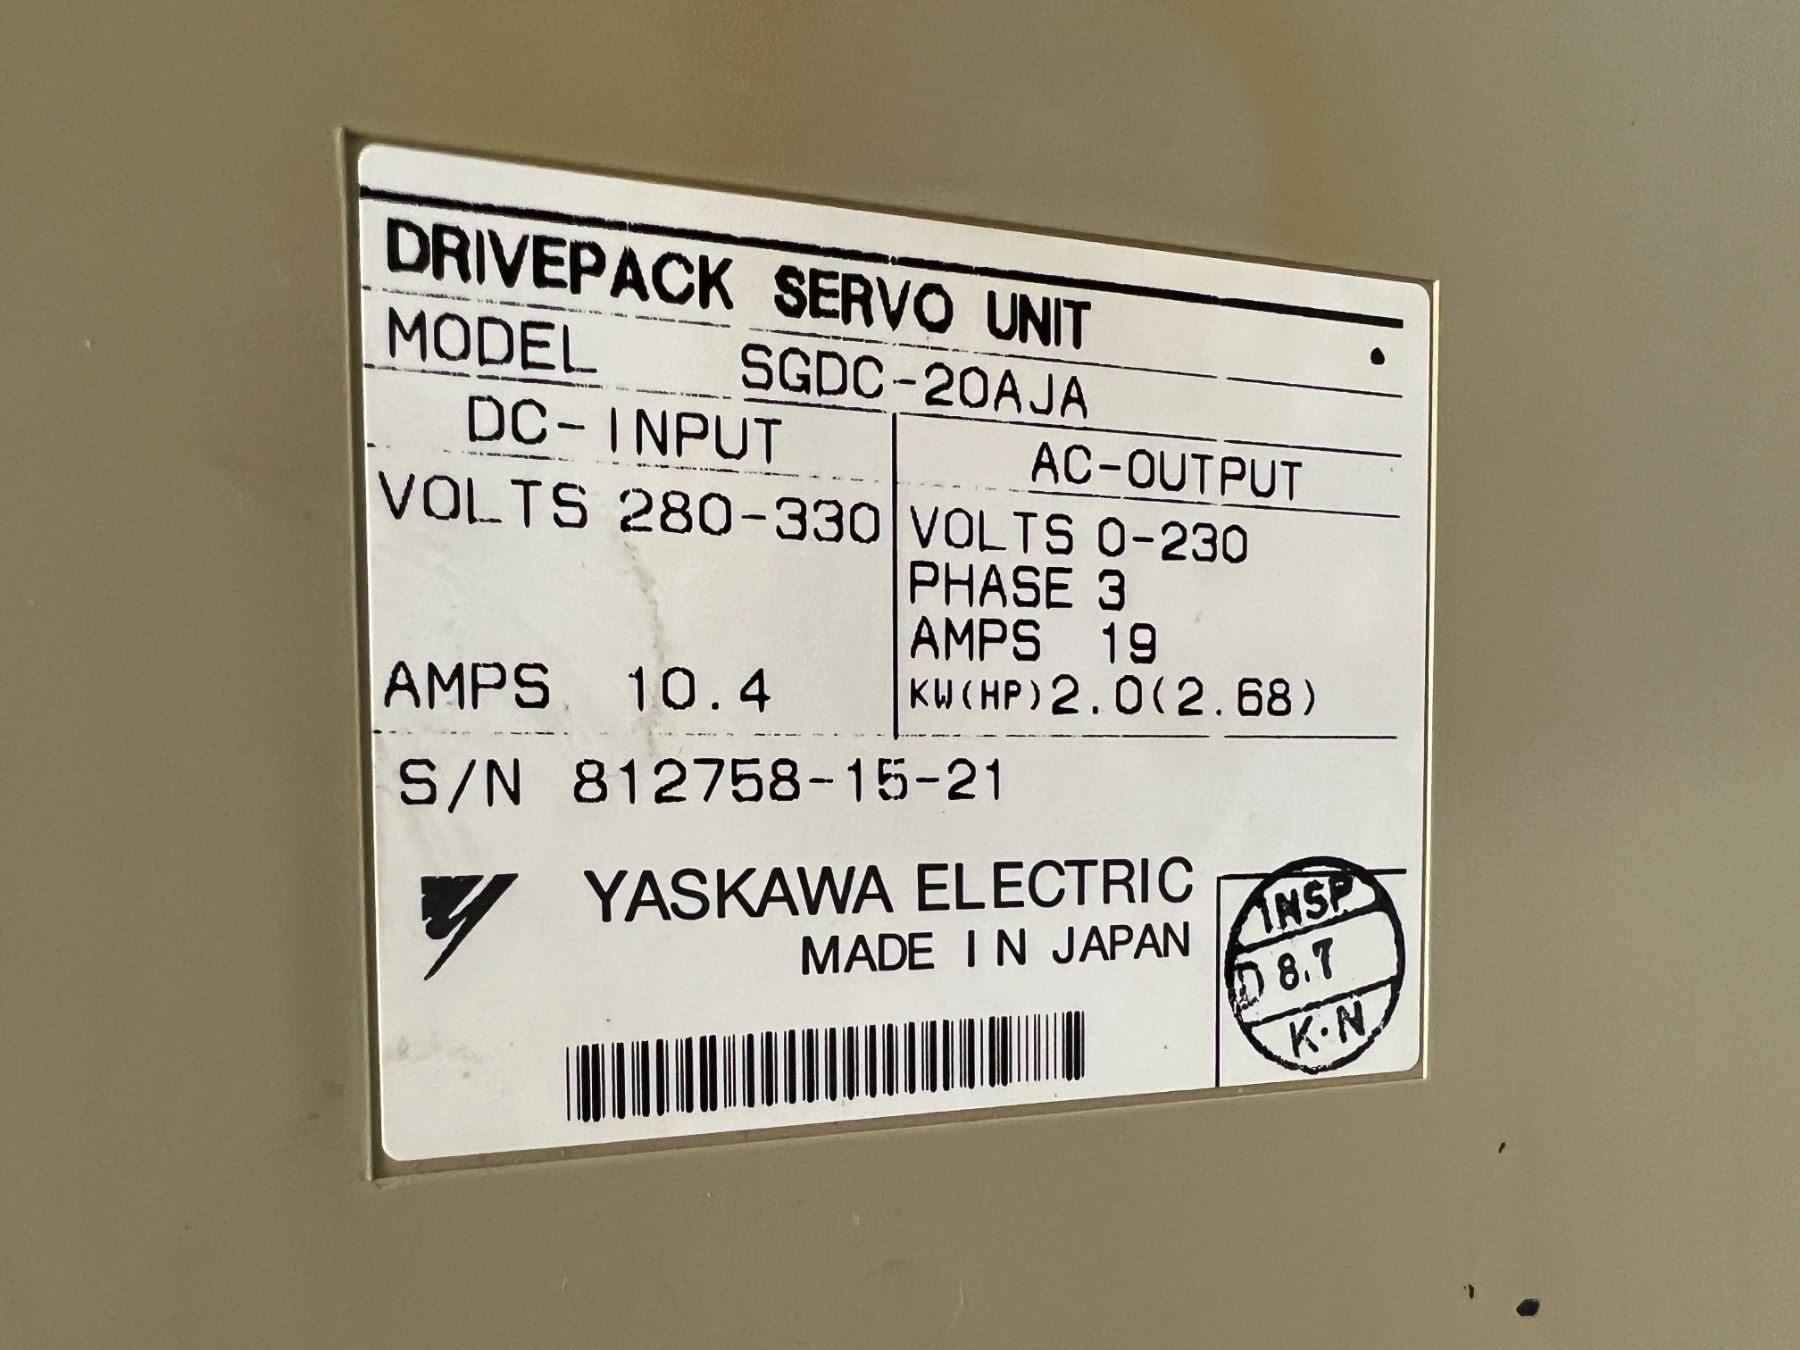 DRIVEPACK SERVO UNIT
MODEL SGDC-20AJA
DC-INPUT
VOLTS 280-330
AMPS 10.4
AC-OUTPUT
VOLTS 0-230
PHASE 3
AMPS 19
KW(HP) 2.0(2.68)
S/N 812758-15-21
YASKAWA ELECTRIC
MADE IN JAPAN
INSP
D 8.7
K·N